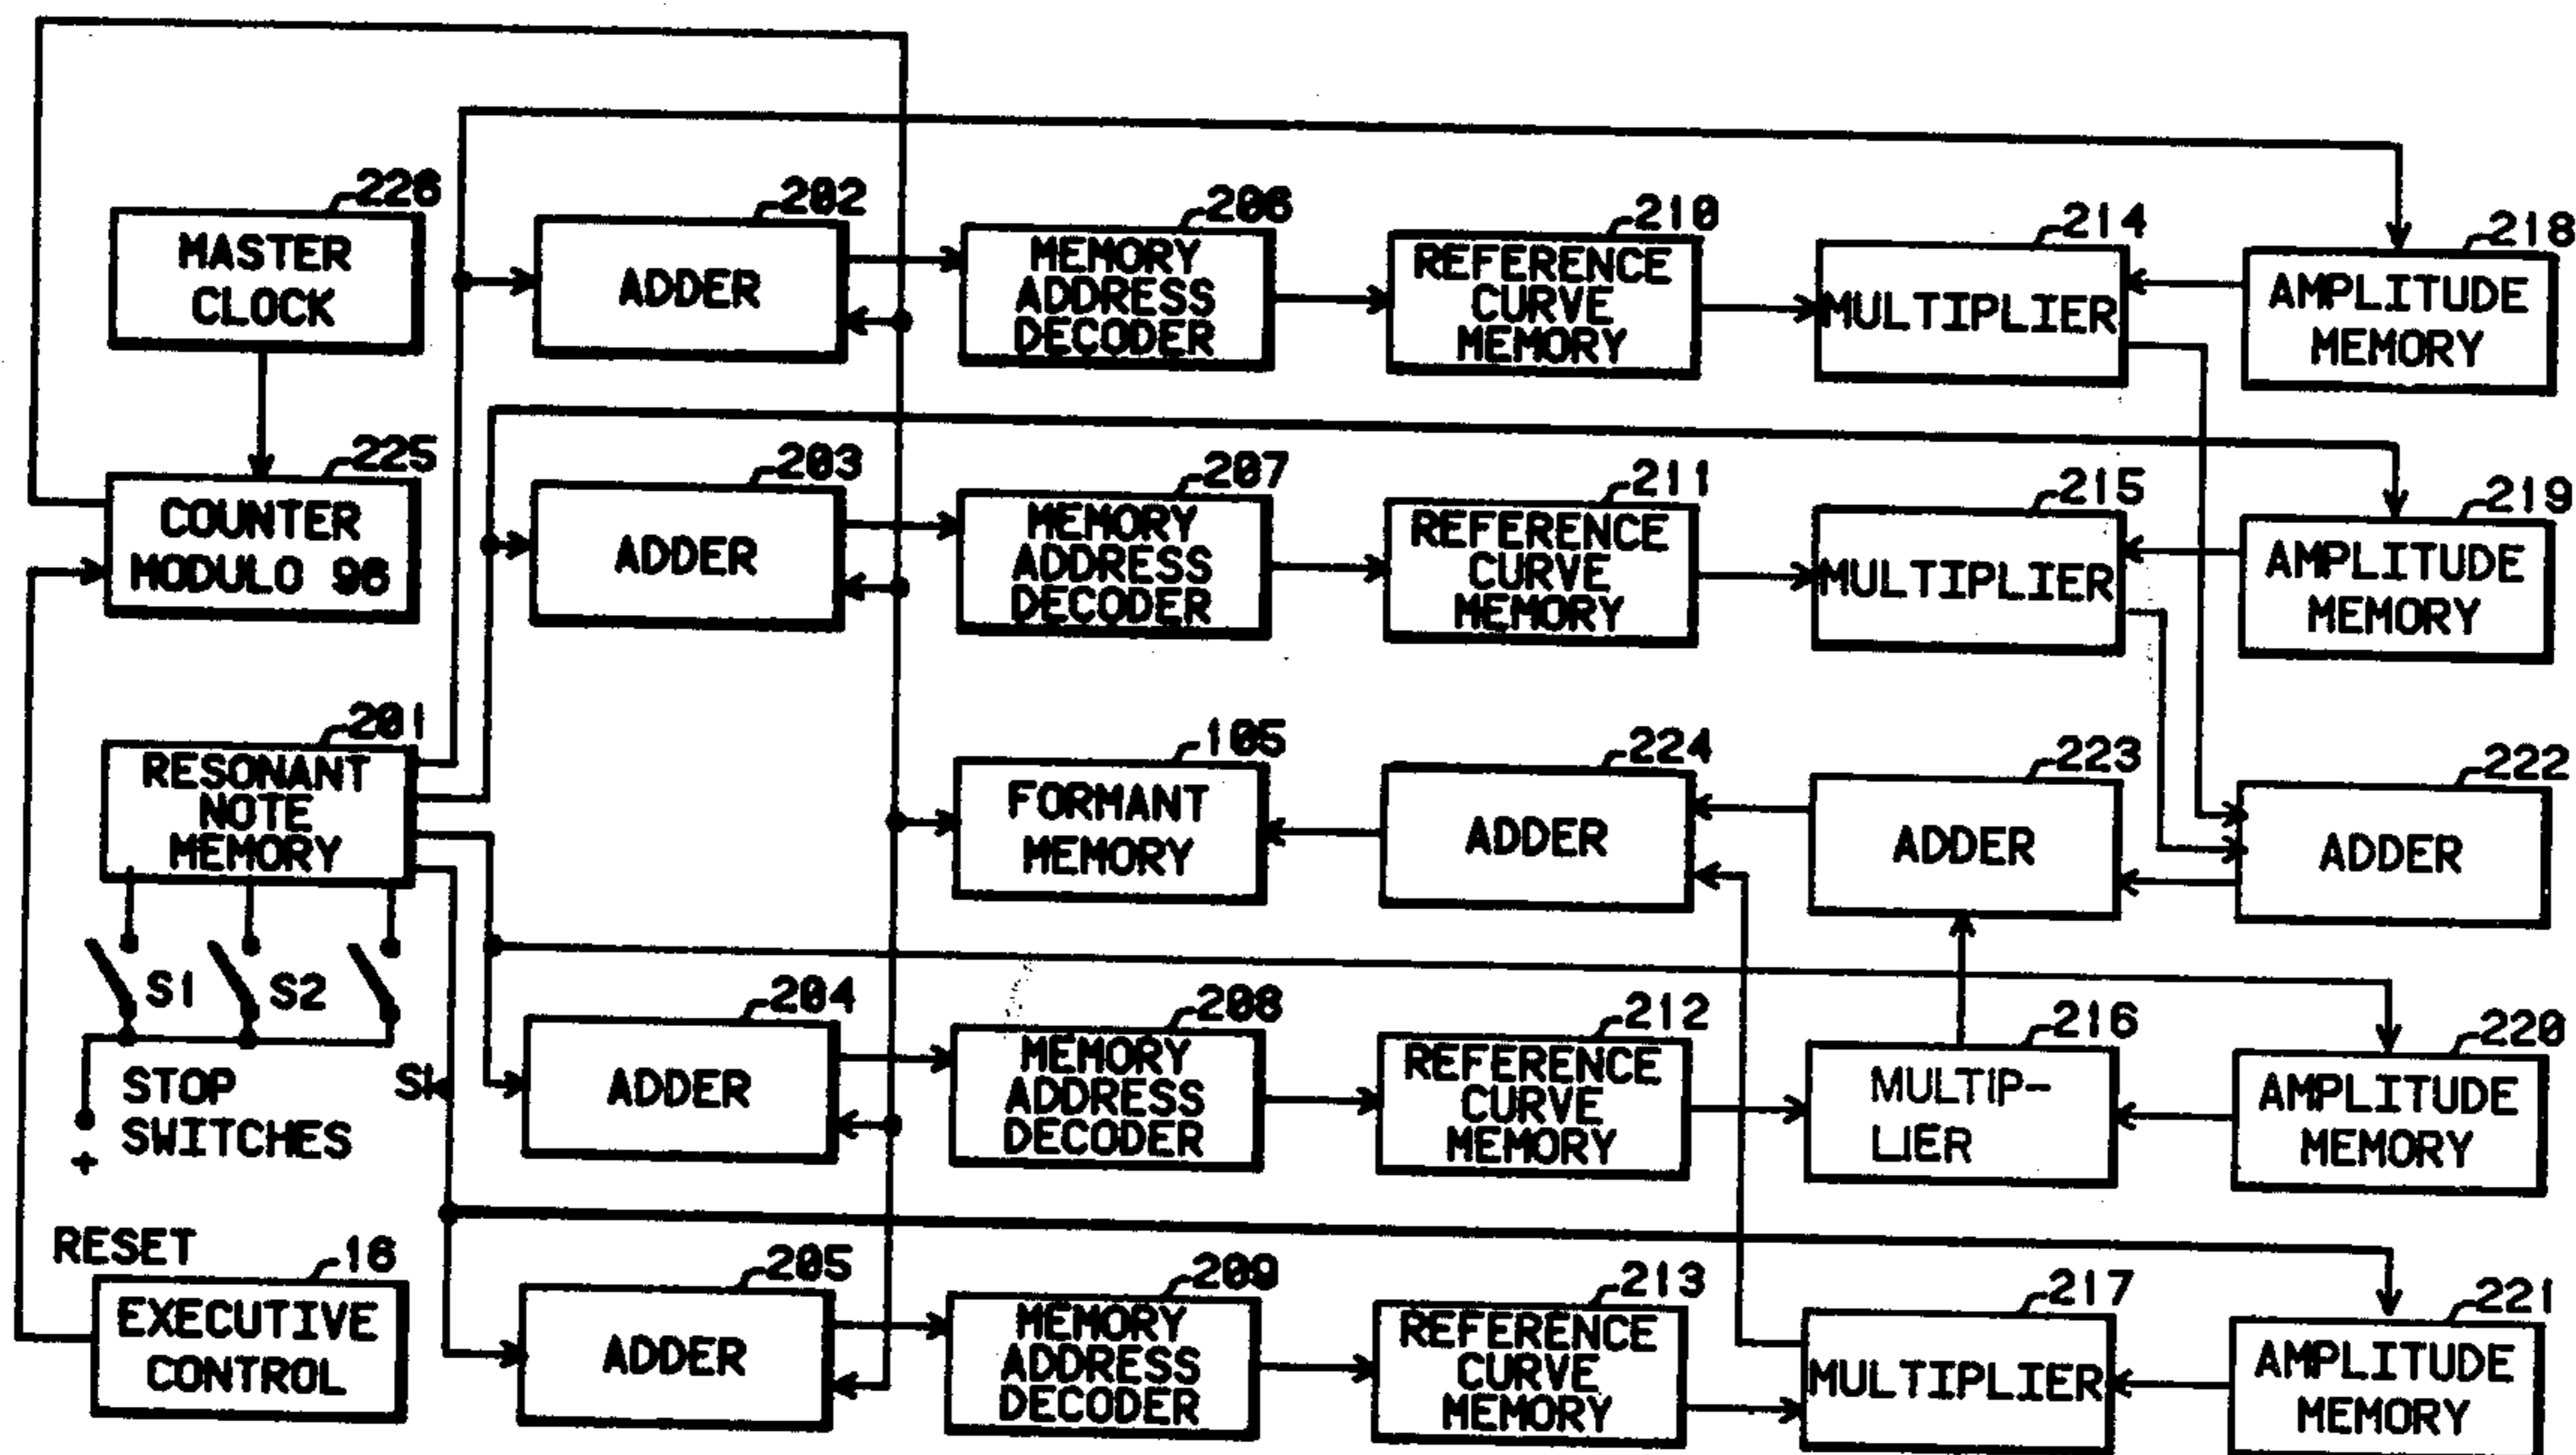 226
MASTER
CLOCK
202
ADDER
206
MEMORY
ADDRESS
DECODER
210
REFERENCE
CURVE
MEMORY
214
MULTIPLIER
218
AMPLITUDE
MEMORY
225
COUNTER
MODULO 96
203
ADDER
207
MEMORY
ADDRESS
DECODER
211
REFERENCE
CURVE
MEMORY
215
MULTIPLIER
219
AMPLITUDE
MEMORY
201
RESONANT
NOTE
MEMORY
105
FORMANT
MEMORY
224
ADDER
223
ADDER
222
ADDER
S1
S2
SK
STOP
SWITCHES
+
204
ADDER
208
MEMORY
ADDRESS
DECODER
212
REFERENCE
CURVE
MEMORY
216
MULTIP-
LIER
220
AMPLITUDE
MEMORY
RESET
16
EXECUTIVE
CONTROL
205
ADDER
209
MEMORY
ADDRESS
DECODER
213
REFERENCE
CURVE
MEMORY
217
MULTIPLIER
221
AMPLITUDE
MEMORY